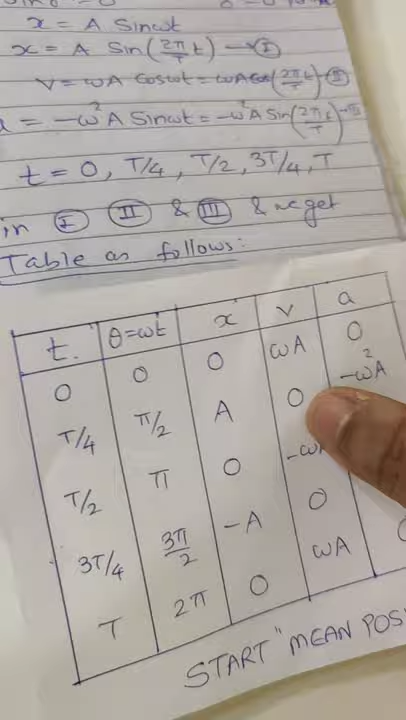 x = A Sinωt
x = A Sin(2π/T t) - I
v = ωA Cosωt = ωA Cos(2π/T t) - II
= -ω²A Sinωt = -ω²A Sin(2π/T t) - III
t = 0, T/4, T/2, 3T/4, T
in I II & III & we get
Table as follows:
t. θ=ωt x v a
0 0 0 ωA 0
T/4 π/2 A 0 -ω²A
T/2 π 0
3T/4 3π/2 -A 0
T 2π 0 ωA
START "MEAN POS